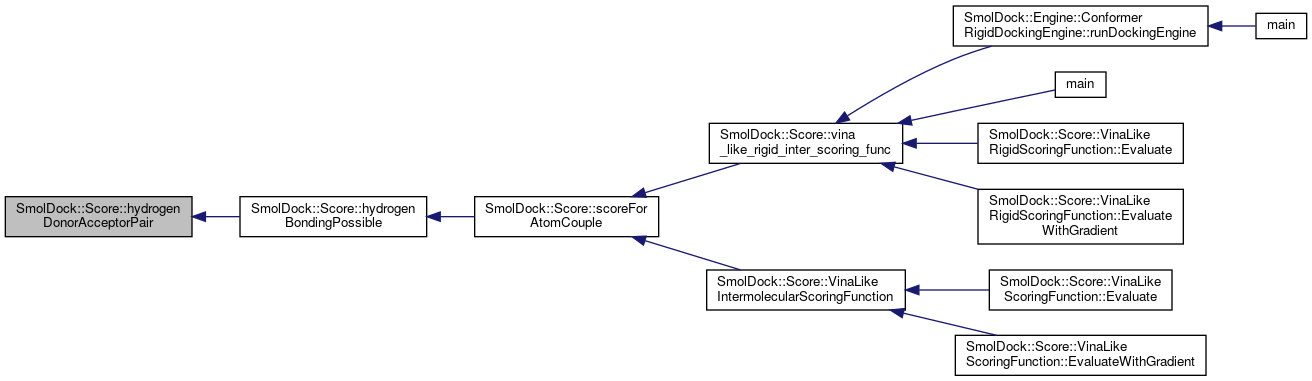 SmolDock::Engine::Conformer
RigidDockingEngine::runDockingEngine
main
main
SmolDock::Score::vina
_like_rigid_inter_scoring_func
SmolDock::Score::VinaLike
RigidScoringFunction::Evaluate
SmolDock::Score::hydrogen
DonorAcceptorPair
SmolDock::Score::hydrogen
BondingPossible
SmolDock::Score::scoreFor
AtomCouple
SmolDock::Score::VinaLike
RigidScoringFunction::Evaluate
WithGradient
SmolDock::Score::VinaLike
IntermolecularScoringFunction
SmolDock::Score::VinaLike
ScoringFunction::Evaluate
SmolDock::Score::VinaLike
ScoringFunction::EvaluateWithGradient